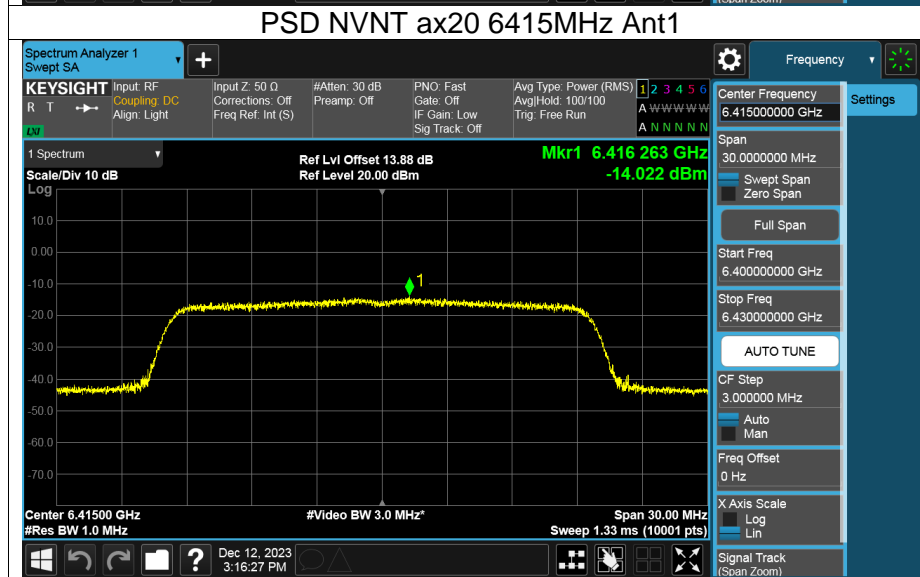 (Span Zoom)
PSD NVNT ax20 6415MHz Ant1
Spectrum Analyzer 1
Swept SA
+
Frequency
KEYSIGHT
R T
LXI
Input: RF
Coupling: DC
Align: Light
Input Z: 50 Ω
Corrections: Off
Freq Ref: Int (S)
#Atten: 30 dB
Preamp: Off
PNO: Fast
Gate: Off
IF Gain: Low
Sig Track: Off
Avg Type: Power (RMS)
Avg|Hold: 100/100
Trig: Free Run
1 2 3 4 5 6
A W W W W W
A N N N N N
1 Spectrum
Scale/Div 10 dB
Log
Ref Lvl Offset 13.88 dB
Ref Level 20.00 dBm
Mkr1 6.416 263 GHz
-14.022 dBm
10.0
0.00
-10.0
-20.0
-30.0
-40.0
-50.0
-60.0
-70.0
1
Center 6.41500 GHz
#Res BW 1.0 MHz
#Video BW 3.0 MHz*
Span 30.00 MHz
Sweep 1.33 ms (10001 pts)
?
Dec 12, 2023
3:16:27 PM
Center Frequency
6.415000000 GHz
Settings
Span
30.0000000 MHz
Swept Span
Zero Span
Full Span
Start Freq
6.400000000 GHz
Stop Freq
6.430000000 GHz
AUTO TUNE
CF Step
3.000000 MHz
Auto
Man
Freq Offset
0 Hz
X Axis Scale
Log
Lin
Signal Track
(Span Zoom)